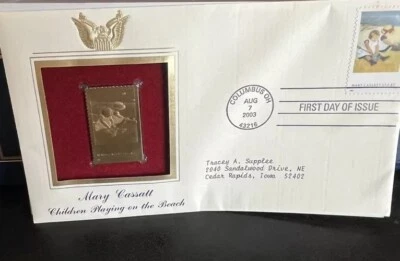 COLUMBUS OH
AUG
7
2003
43216
FIRST DAY OF ISSUE
Tracey A. Supplee
8940 Sandalwood Drive, NE
Cedar Rapids, Iowa 52402
Mary Cassatt
Children Playing on the Beach